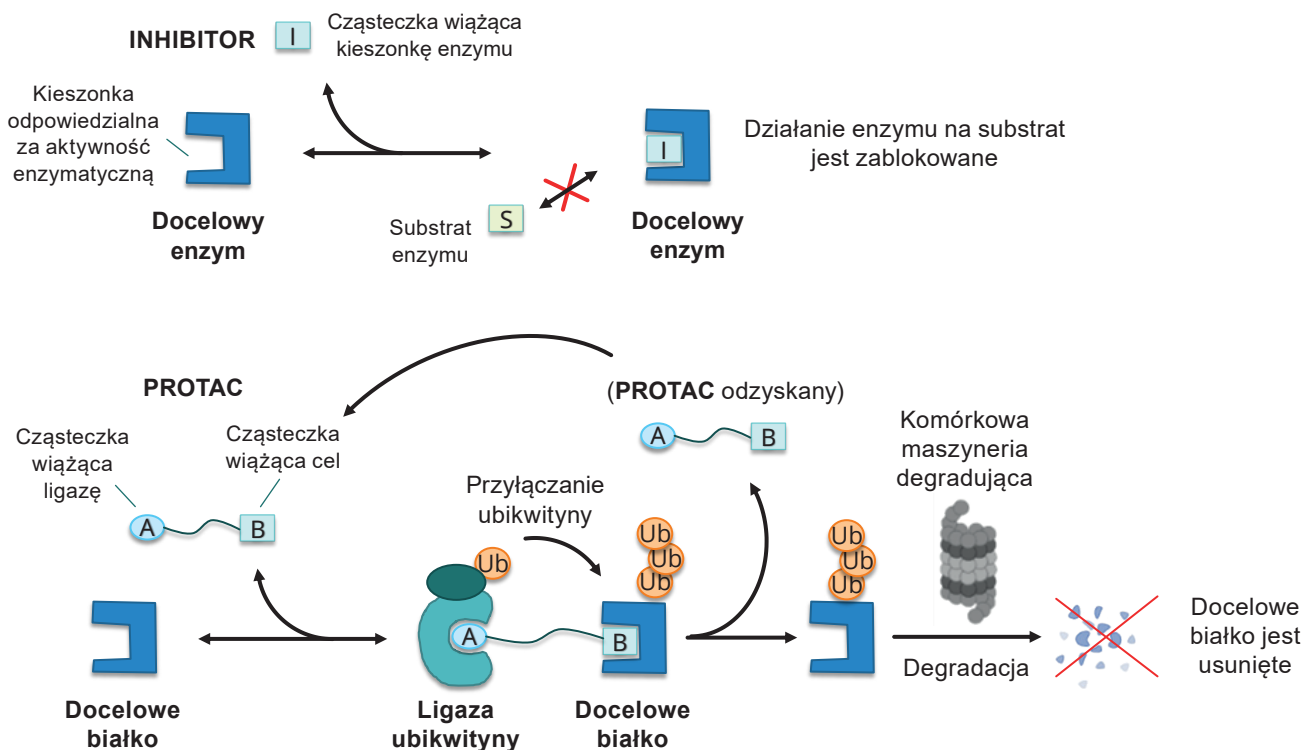 INHIBITOR
I
Cząsteczka wiążąca
kieszonkę enzymu
Kieszonka
odpowiedzialna
za aktywność
enzymatyczną
Docelowy
enzym
Substrat
enzymu
S
I
Docelowy
enzym
Działanie enzymu na substrat
jest zablokowane
PROTAC
Cząsteczka
wiążąca
ligazę
Cząsteczka
wiążąca cel
A
B
Docelowe
białko
Przyłączanie
ubikwityny
Ub
A
Ligaza
ubikwityny
Ub
Ub
Ub
B
Docelowe
białko
(PROTAC odzyskany)
A
B
Ub
Ub
Ub
Komórkowa
maszyneria
degradująca
Degradacja
Docelowe
białko jest
usunięte